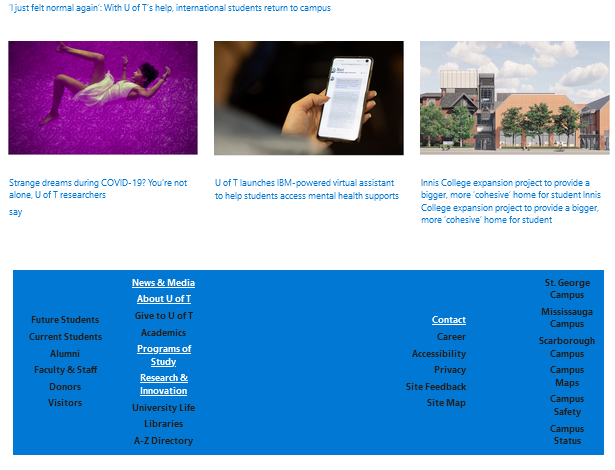 'I just felt normal again': With U of T's help, international students return to campus
Strange dreams during COVID-19? You're not
alone, U of T researchers
say
U of T launches IBM-powered virtual assistant
to help students access mental health supports
Innis College expansion project to provide a
bigger, more 'cohesive' home for student Innis
College expansion project to provide a bigger,
more 'cohesive' home for student
Future Students
Current Students
Alumni
Faculty & Staff
Donors
Visitors
News & Media
About U of T
Give to U of T
Academics
Programs of
Study
Research &
Innovation
University Life
Libraries
A-Z Directory
Contact
Career
Accessibility
Privacy
Site Feedback
Site Map
St. George
Campus
Mississauga
Campus
Scarborough
Campus
Campus
Maps
Campus
Safety
Campus
Status